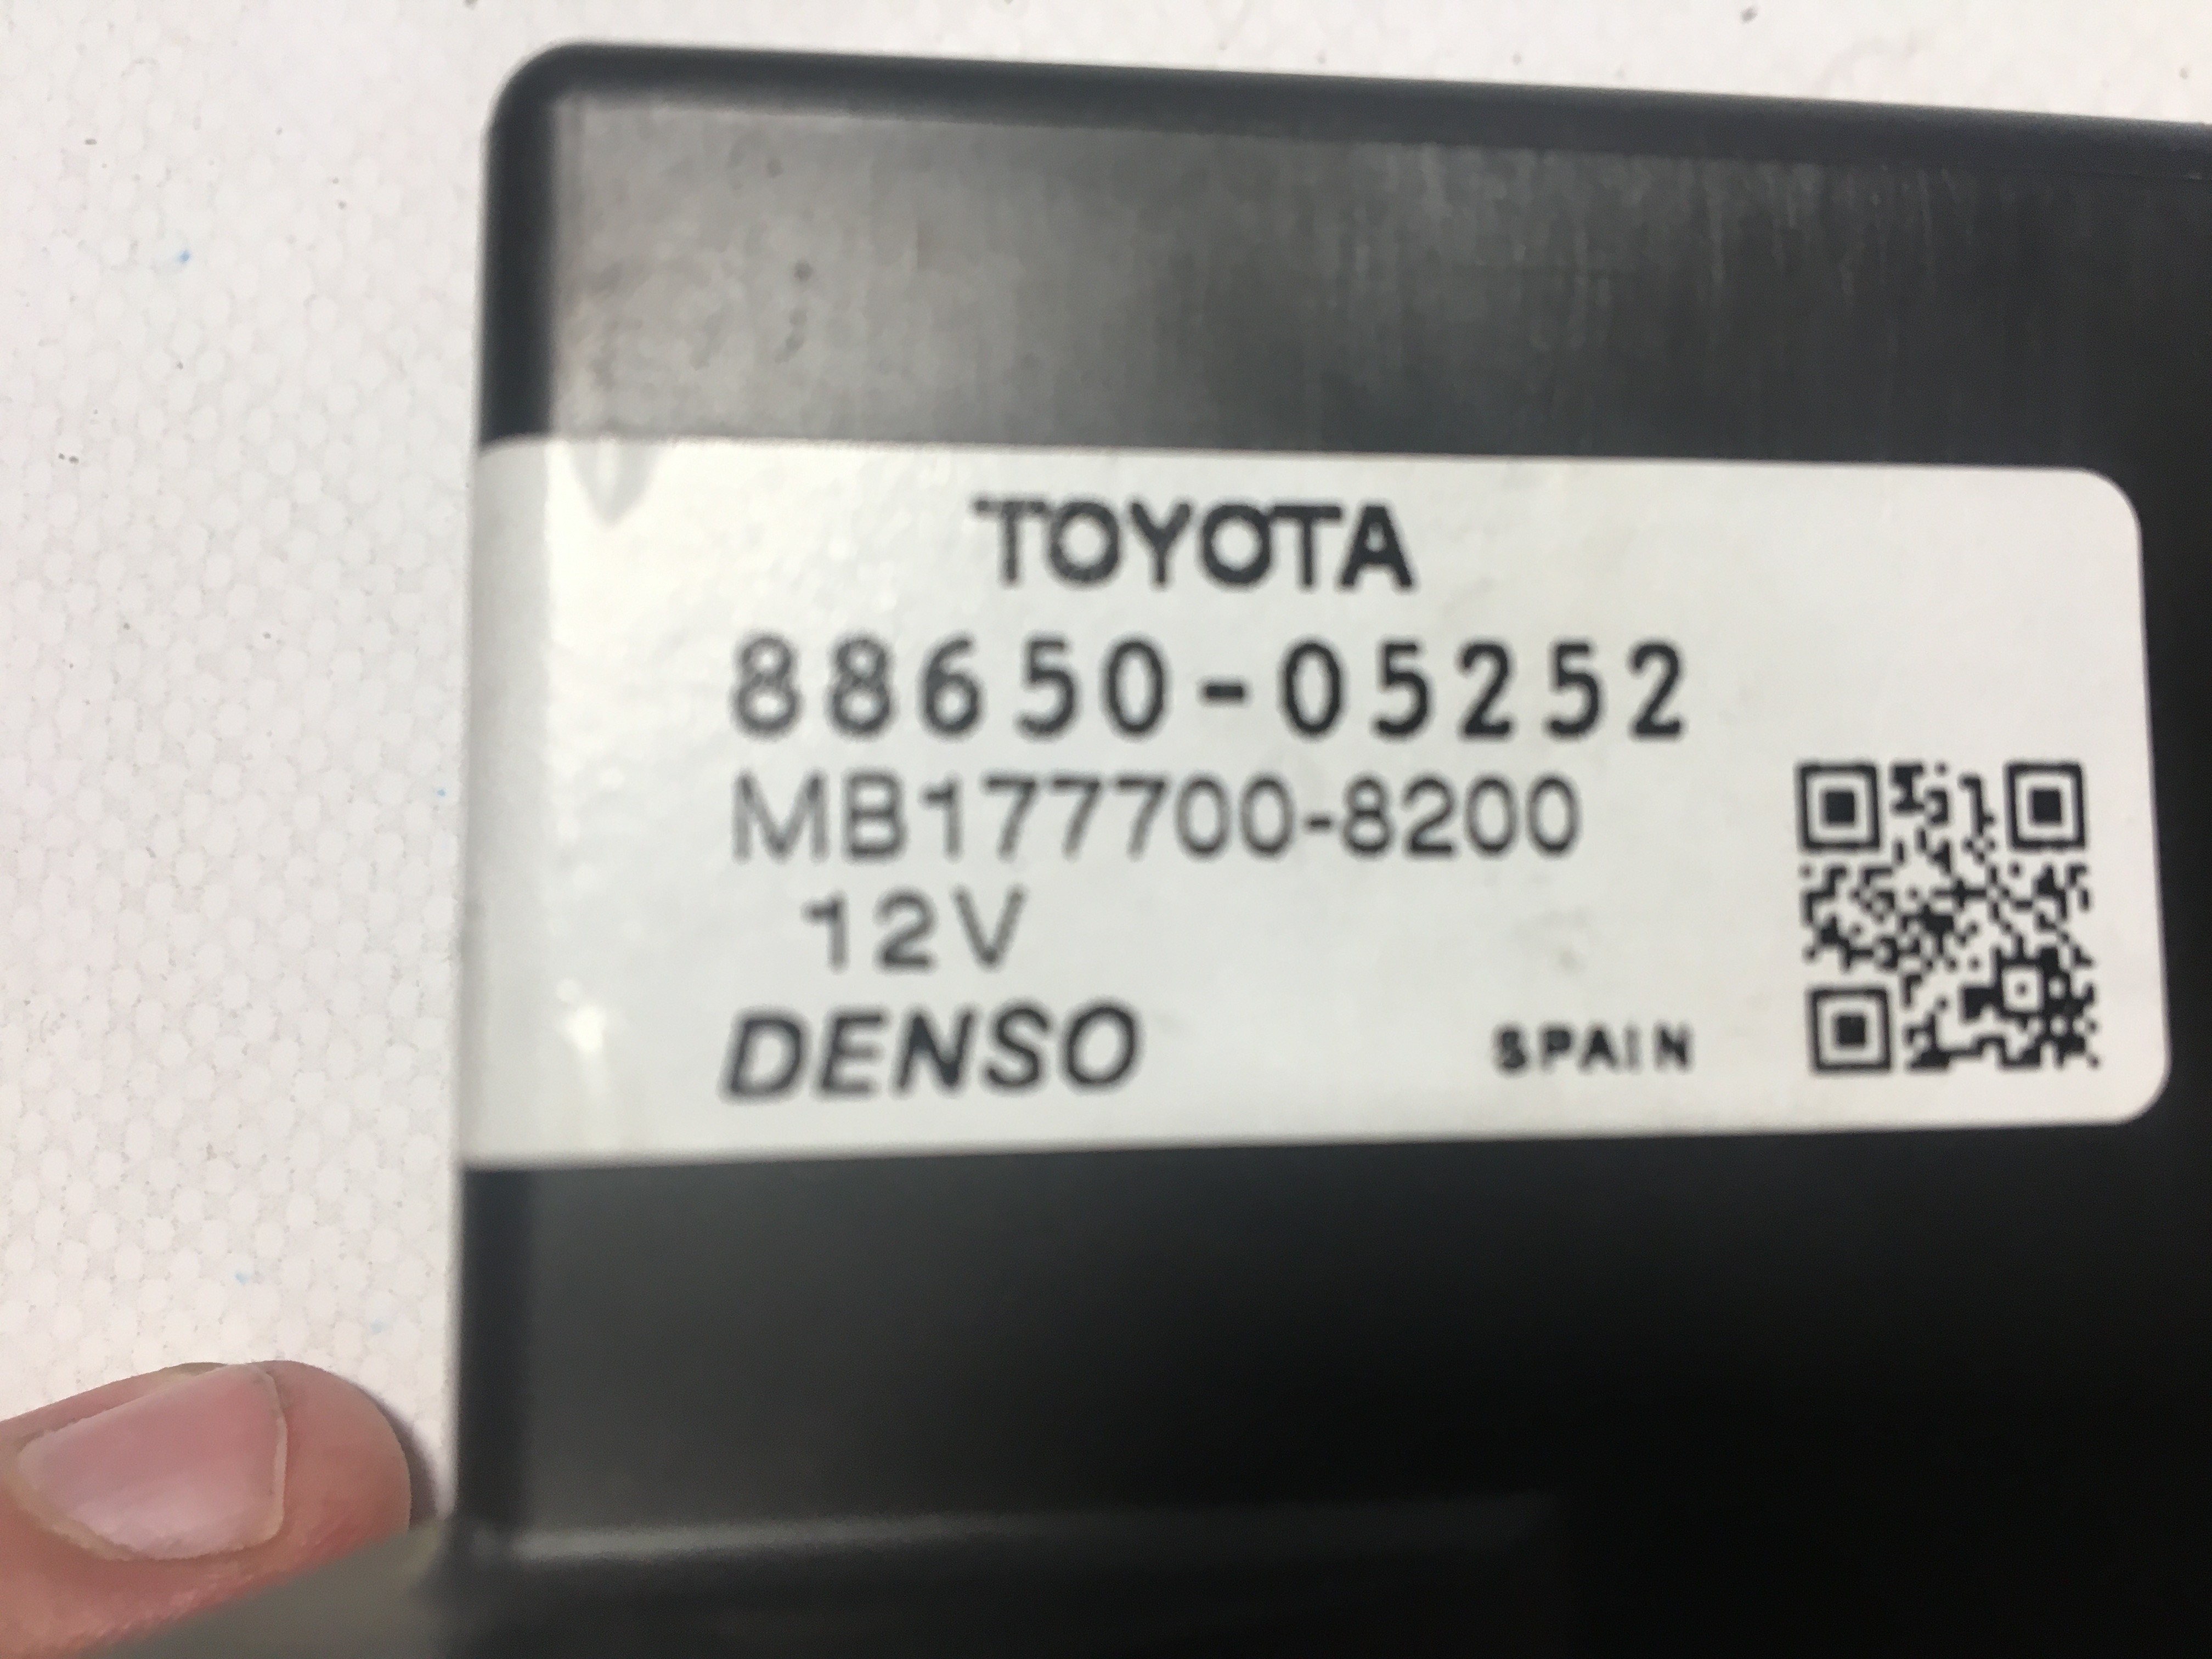 TOYOTA
88650-05252
MB177700-8200
12V
DENSO SPAIN